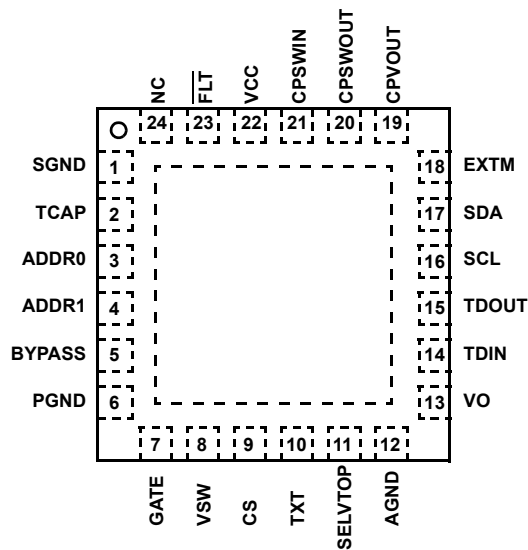 NC
FLT
VCC
CPSWIN
CPSWOUT
CPVOUT
24
23
22
21
20
19
SGND 1
18 EXTM
TCAP 2
17 SDA
ADDR0 3
16 SCL
ADDR1 4
15 TDOUT
BYPASS 5
14 TDIN
PGND 6
13 VO
7
8
9
10
11
12
GATE
VSW
CS
TXT
SELVTOP
AGND